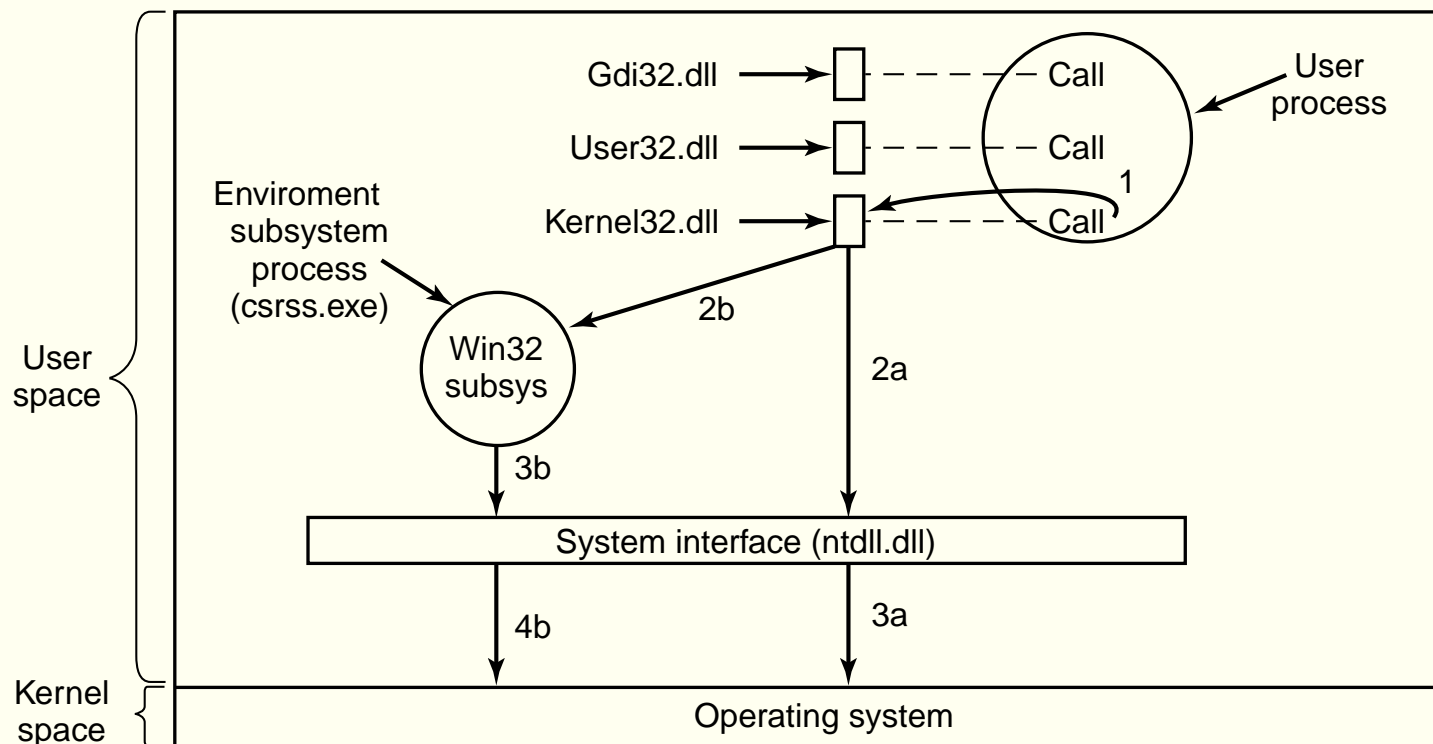 Gdi32.dll
Call
User
process
User32.dll
Call
Enviroment
subsystem
process
(csrss.exe)
1
Kernel32.dll
Call
2b
Win32
subsys
2a
User
space
3b
System interface (ntdll.dll)
4b
3a
Kernel
space
Operating system